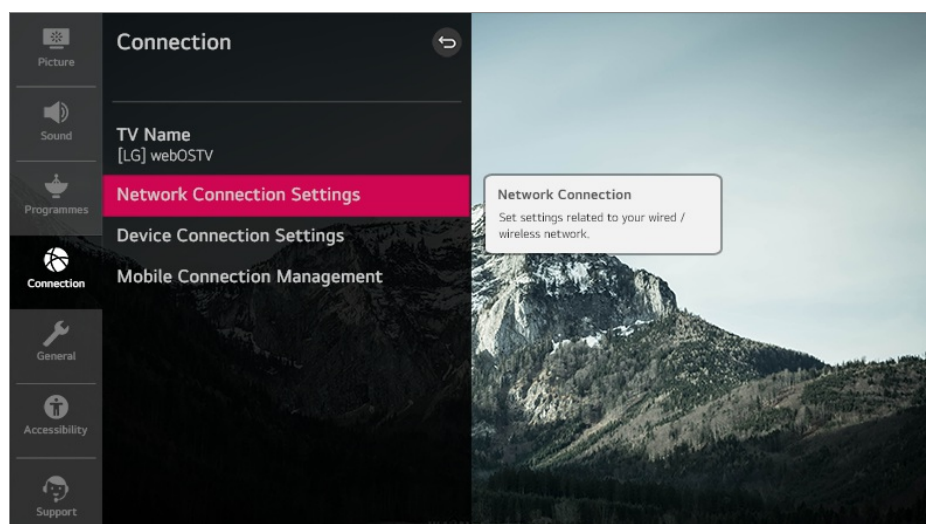 Picture
Sound
Programmes
Connection
General
Accessibility
Support
Connection
TV Name
[LG] webOSTV
Network Connection Settings
Device Connection Settings
Mobile Connection Management
Network Connection
Set settings related to your wired /
wireless network.